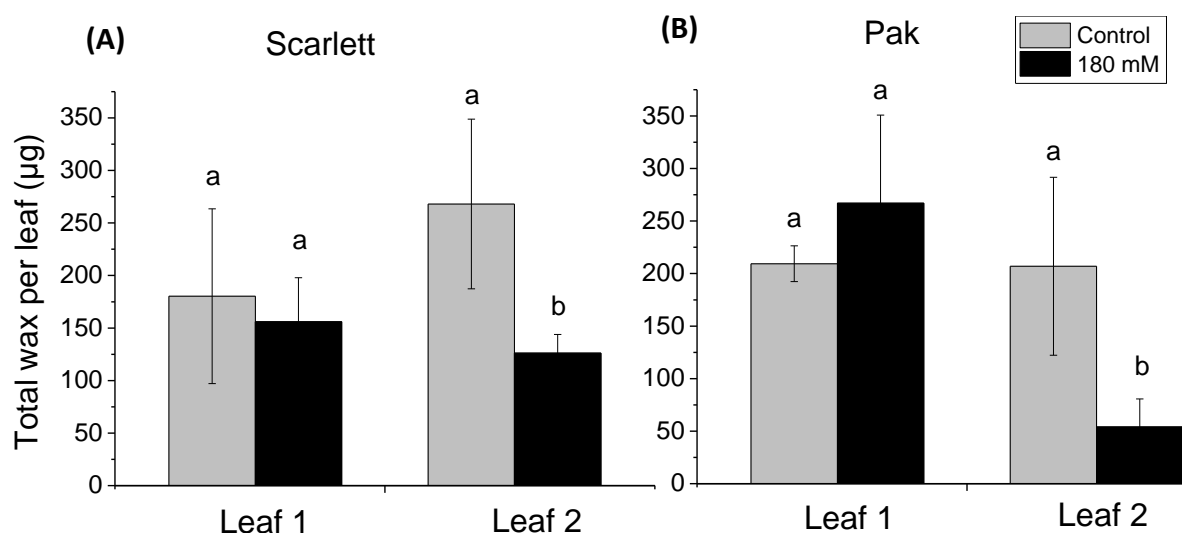 (A) Scarlett
(B) Pak
Control
180 mM
Total wax per leaf (µg)
350
300
250
200
150
100
50
0
a
a
a
b
Leaf 1 Leaf 2
350
300
250
200
150
100
50
0
a
a
a
b
Leaf 1 Leaf 2